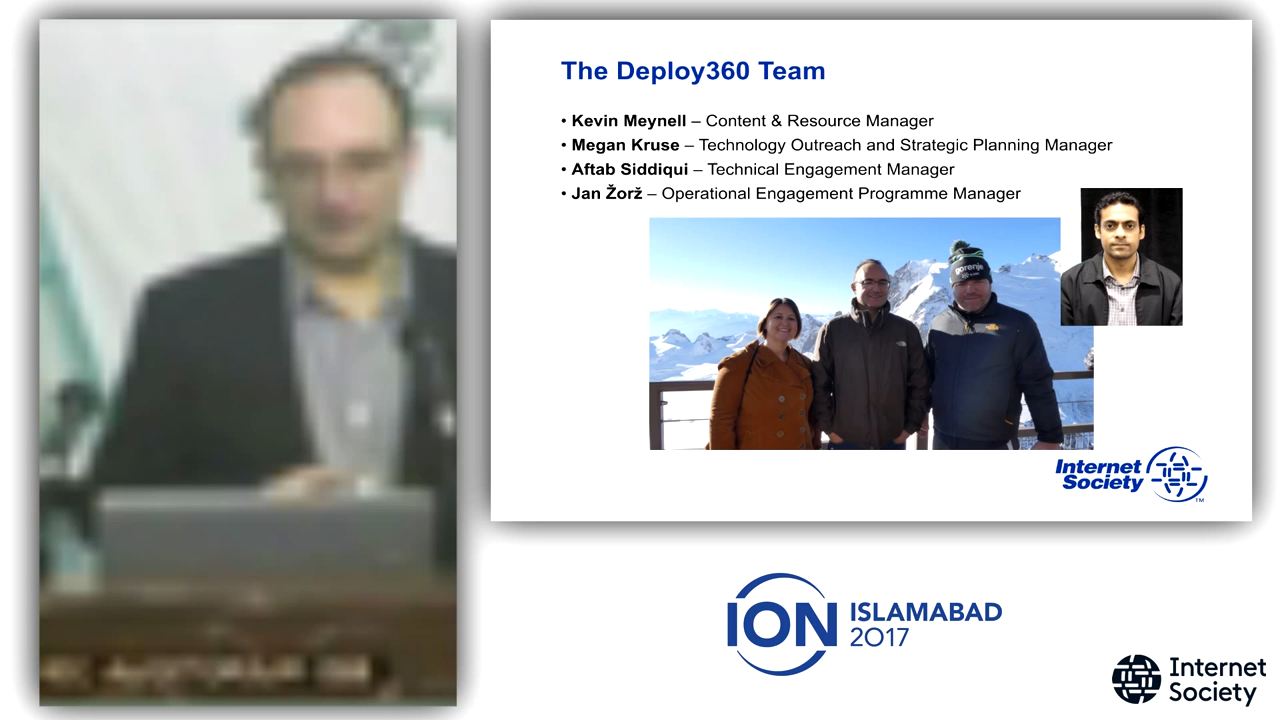 The Deploy360 Team
• Kevin Meynell – Content & Resource Manager
• Megan Kruse – Technology Outreach and Strategic Planning Manager
• Aftab Siddiqui – Technical Engagement Manager
• Jan Žorž – Operational Engagement Programme Manager
gorenje
Internet
Society
TM
ION ISLAMABAD
2017
Internet
Society